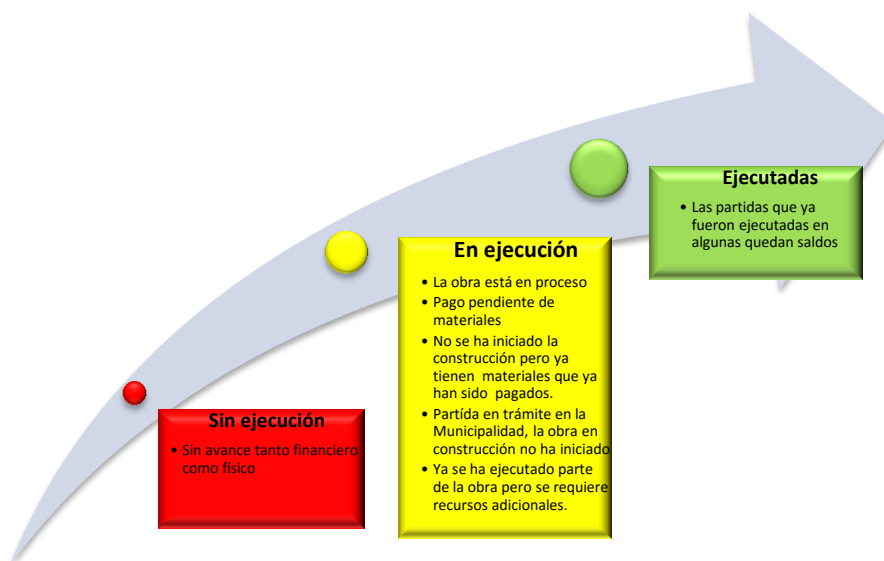 Ejecutadas
• Las partidas que ya
fueron ejecutadas en
algunas quedan saldos
En ejecución
• La obra está en proceso
• Pago pendiente de
materiales
• No se ha iniciado la
construcción pero ya
tienen materiales que ya
han sido pagados.
• Partída en trámite en la
Municipalidad, la obra en
construcción no ha iniciado
• Ya se ha ejecutado parte
de la obra pero se requiere
recursos adicionales.
Sin ejecución
• Sin avance tanto financiero
como físico